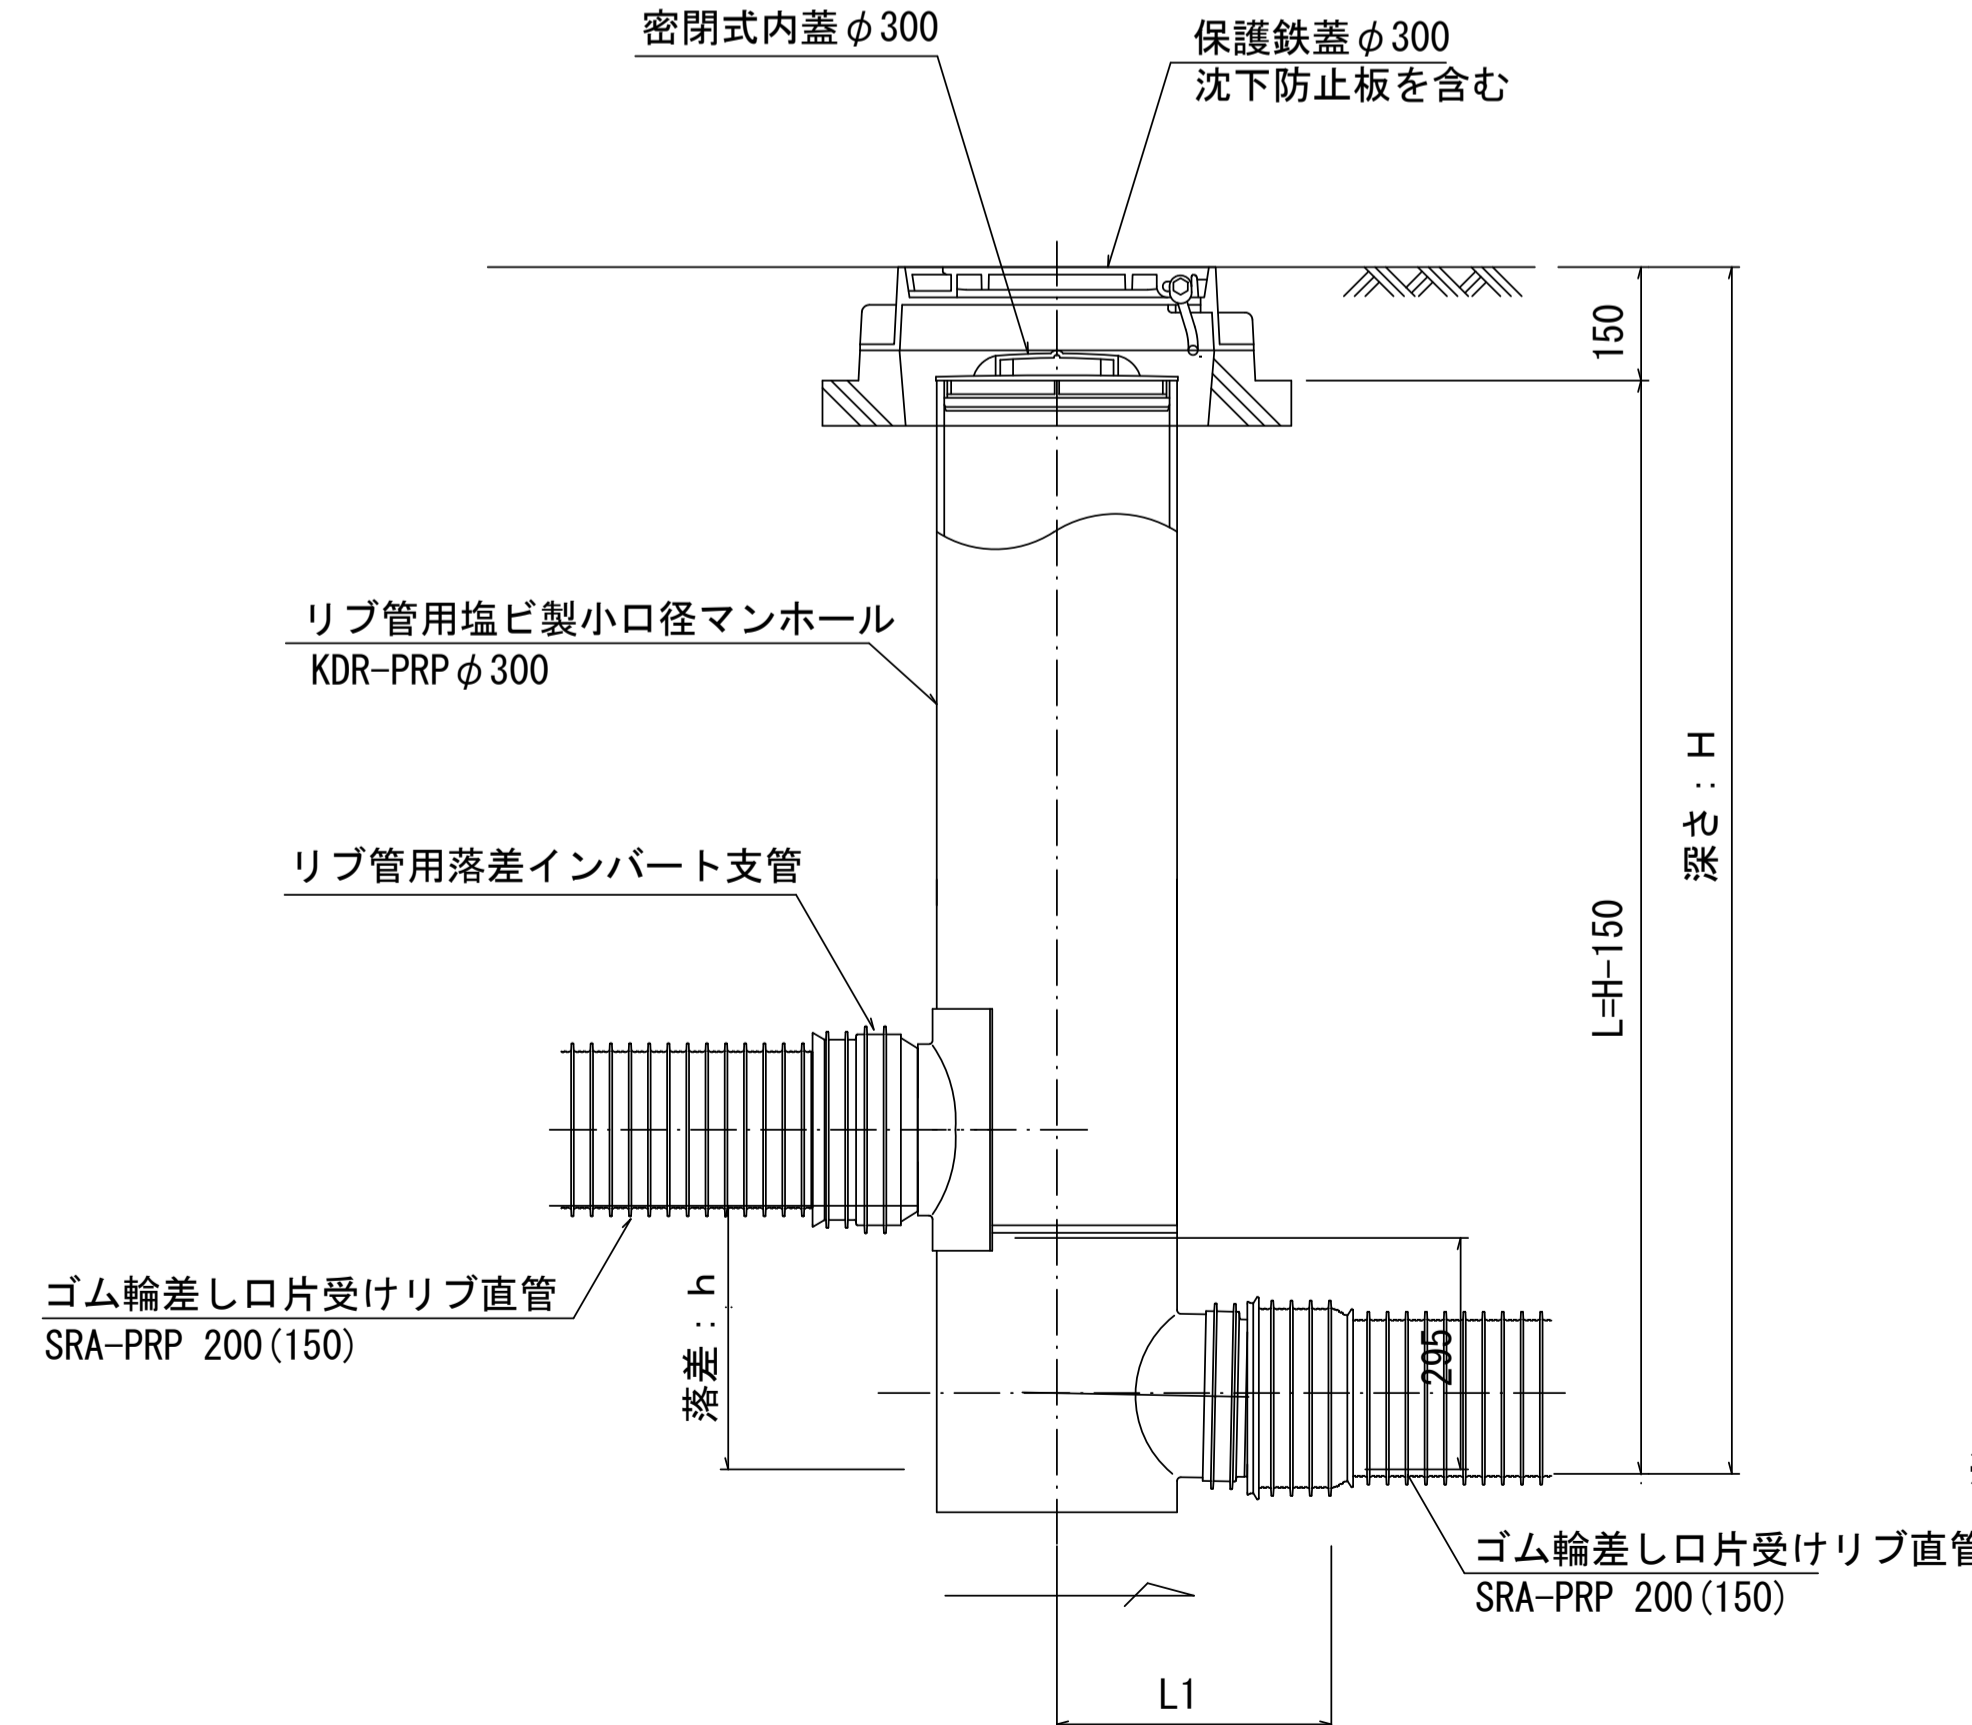 密閉式内蓋φ300
保護鉄蓋φ300
沈下防止板を含む
150
リブ管用塩ビ製小口径マンホール
KDR-PRPφ300
深さ:H
リブ管用落差インバート支管
L=H-150
ゴム輪差し口片受けリブ直管
SRA-PRP 200(150)
落差:h
295
ゴム輪差し口片受けリブ直管
SRA-PRP 200(150)
L1